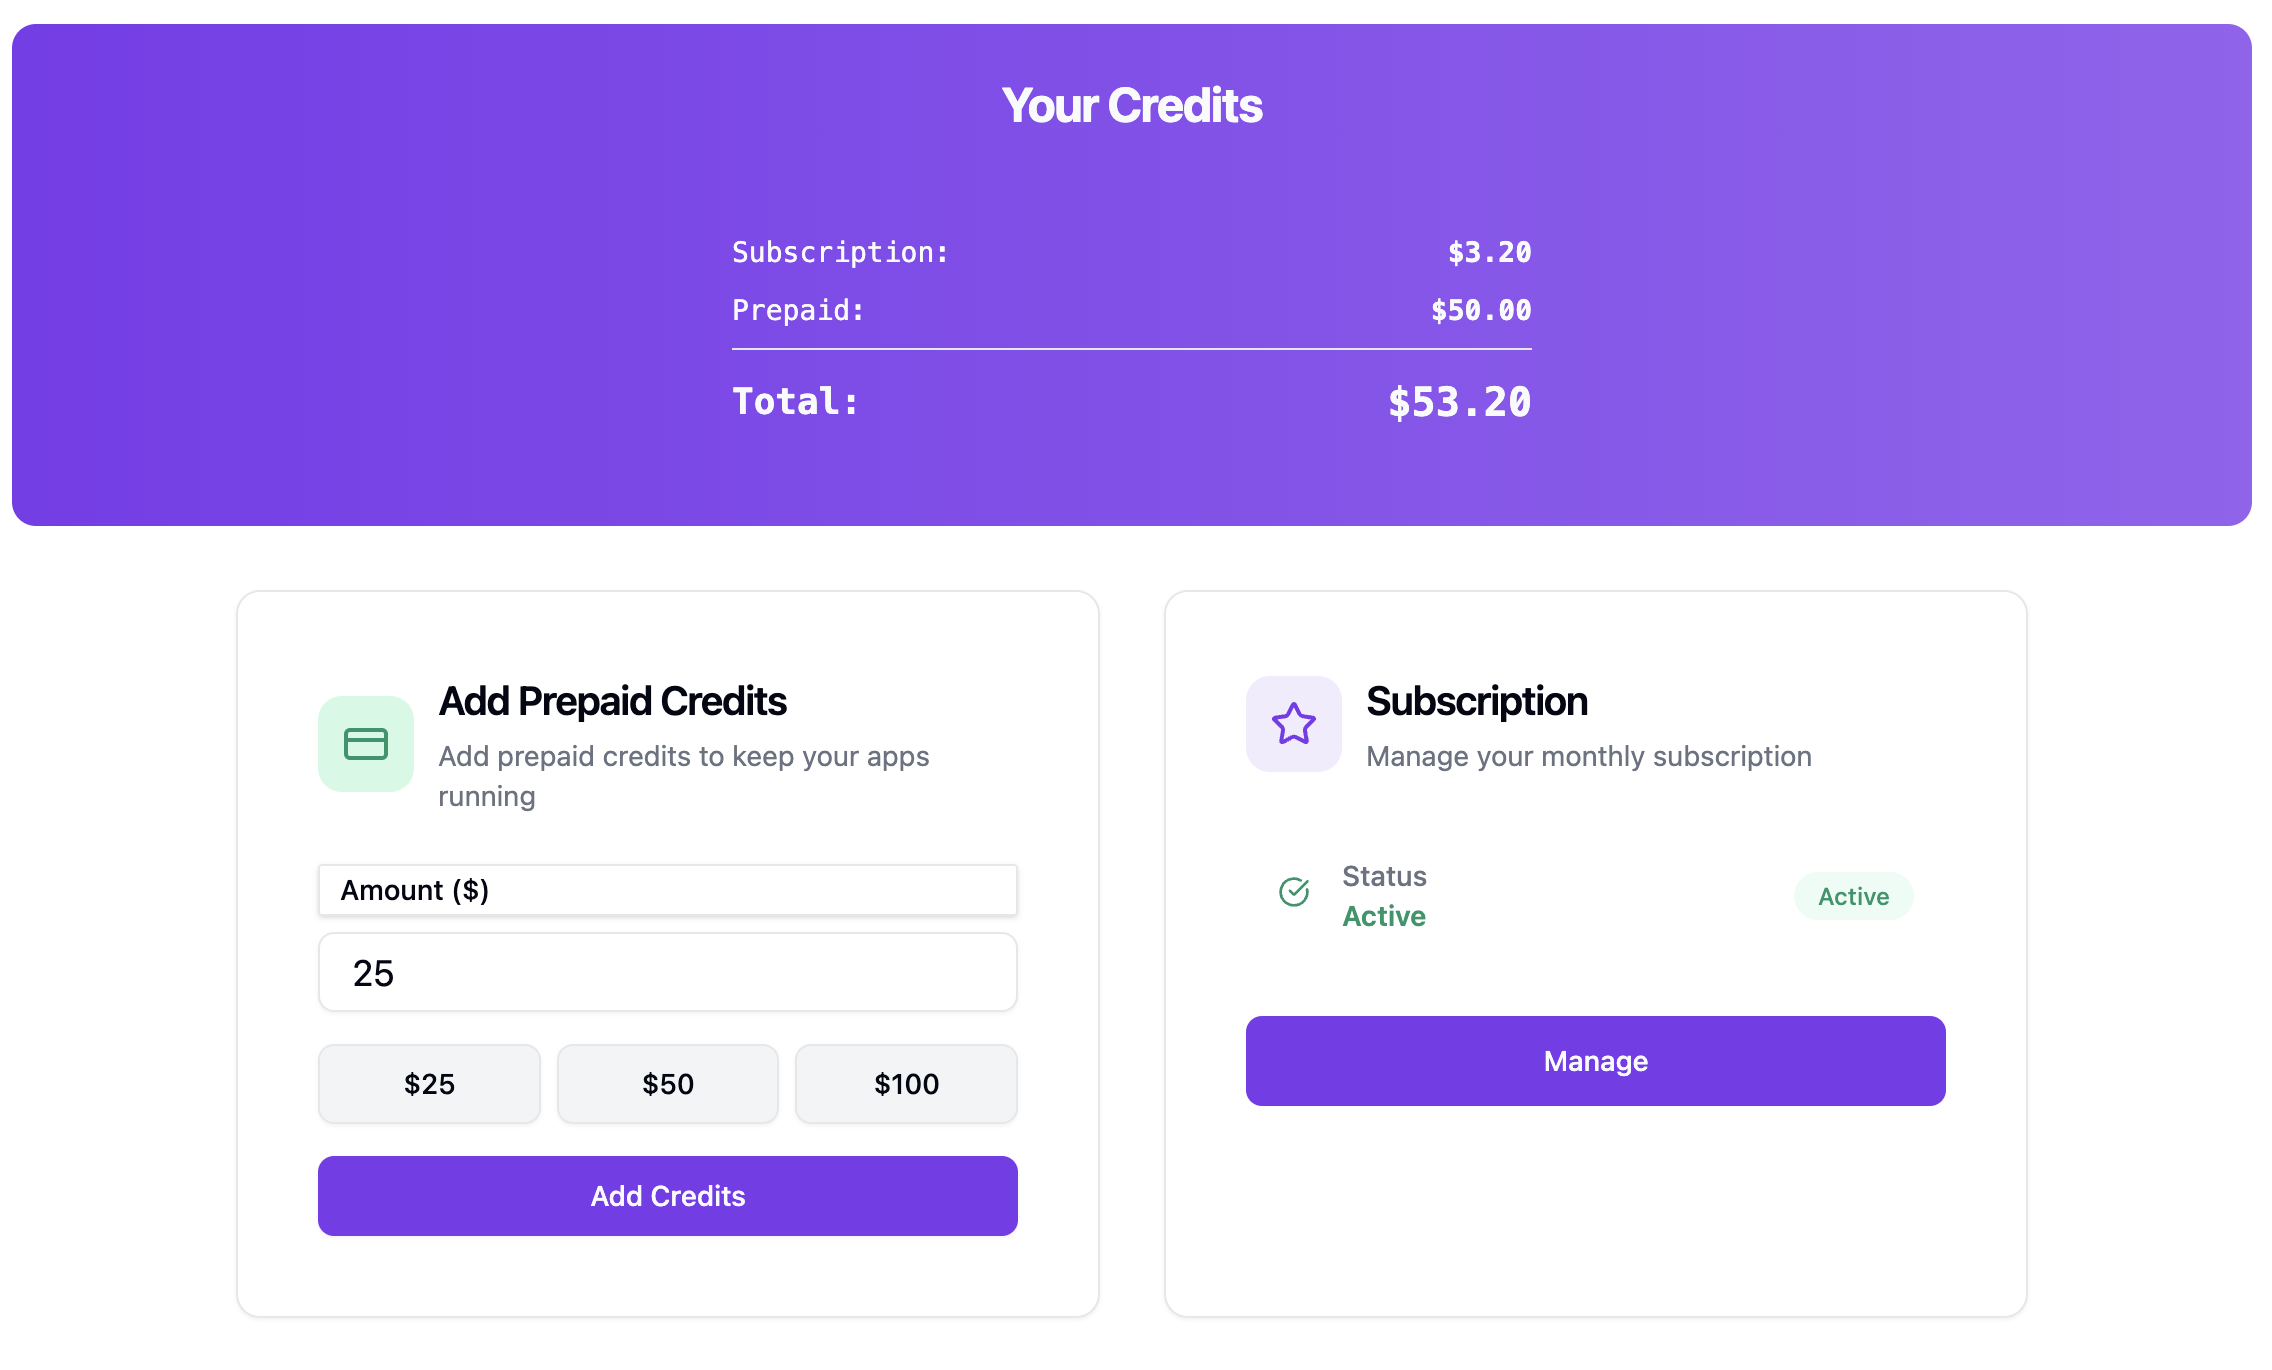 Your Credits
Subscription: $3.20
Prepaid: $50.00
Total: $53.20
Add Prepaid Credits
Add prepaid credits to keep your apps
running
Amount ($)
25
$25 $50 $100
Add Credits
Subscription
Manage your monthly subscription
Status
Active
Active
Manage